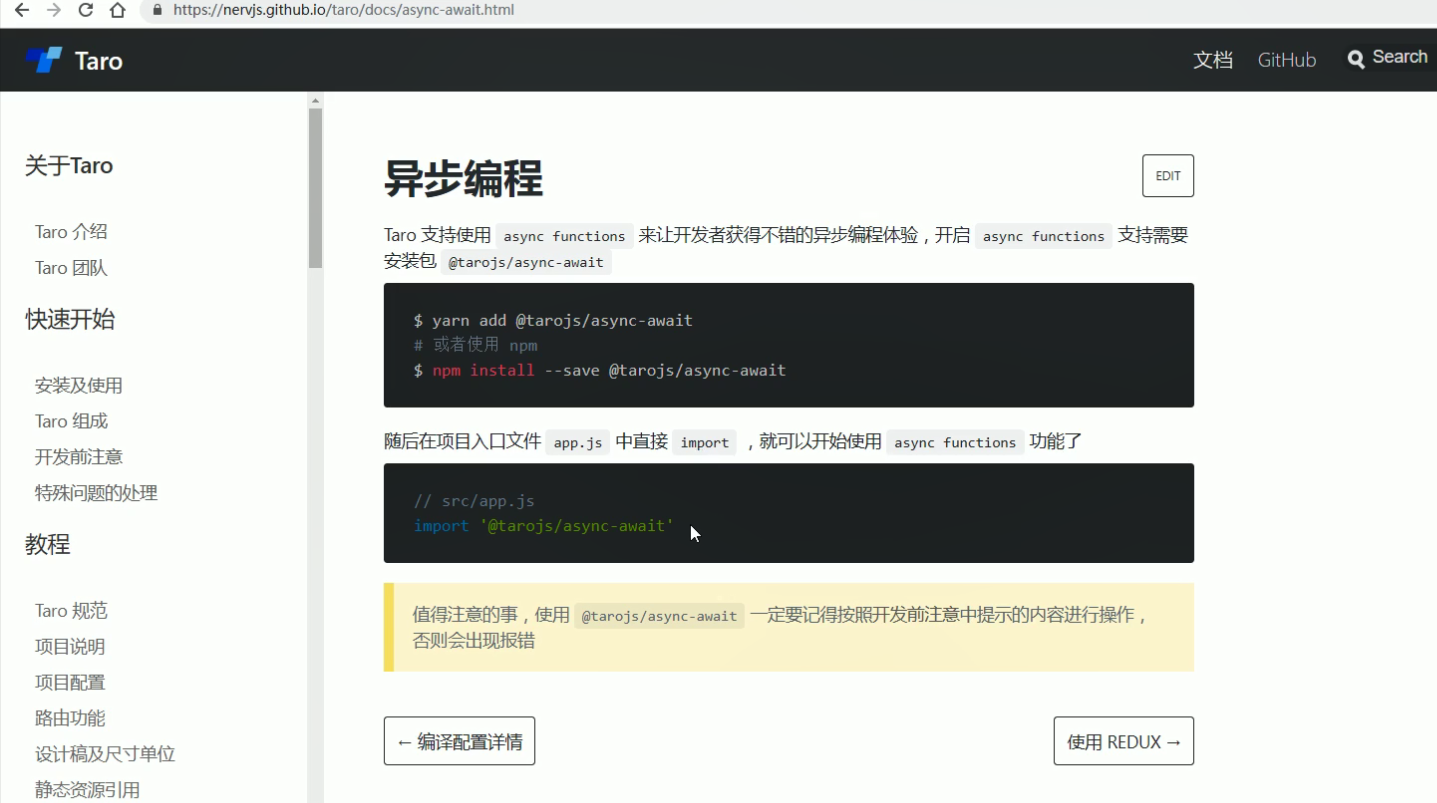 https://nervjs.github.io/taro/docs/async-await.html
Taro
文档 GitHub Search
关于Taro
Taro 介绍
Taro 团队
快速开始
安装及使用
Taro 组成
开发前注意
特殊问题的处理
教程
Taro 规范
项目说明
项目配置
路由功能
设计稿及尺寸单位
静态资源引用
异步编程
EDIT
Taro 支持使用 async functions 来让开发者获得不错的异步编程体验，开启 async functions 支持需要
安装包 @tarojs/async-await
$ yarn add @tarojs/async-await
# 或者使用 npm
$ npm install --save @tarojs/async-await
随后在项目入口文件 app.js 中直接 import ，就可以开始使用 async functions 功能了
// src/app.js
import '@tarojs/async-await'
值得注意的事，使用 @tarojs/async-await 一定要记得按照开发前注意中提示的内容进行操作，
否则会出现报错
← 编译配置详情
使用 REDUX →